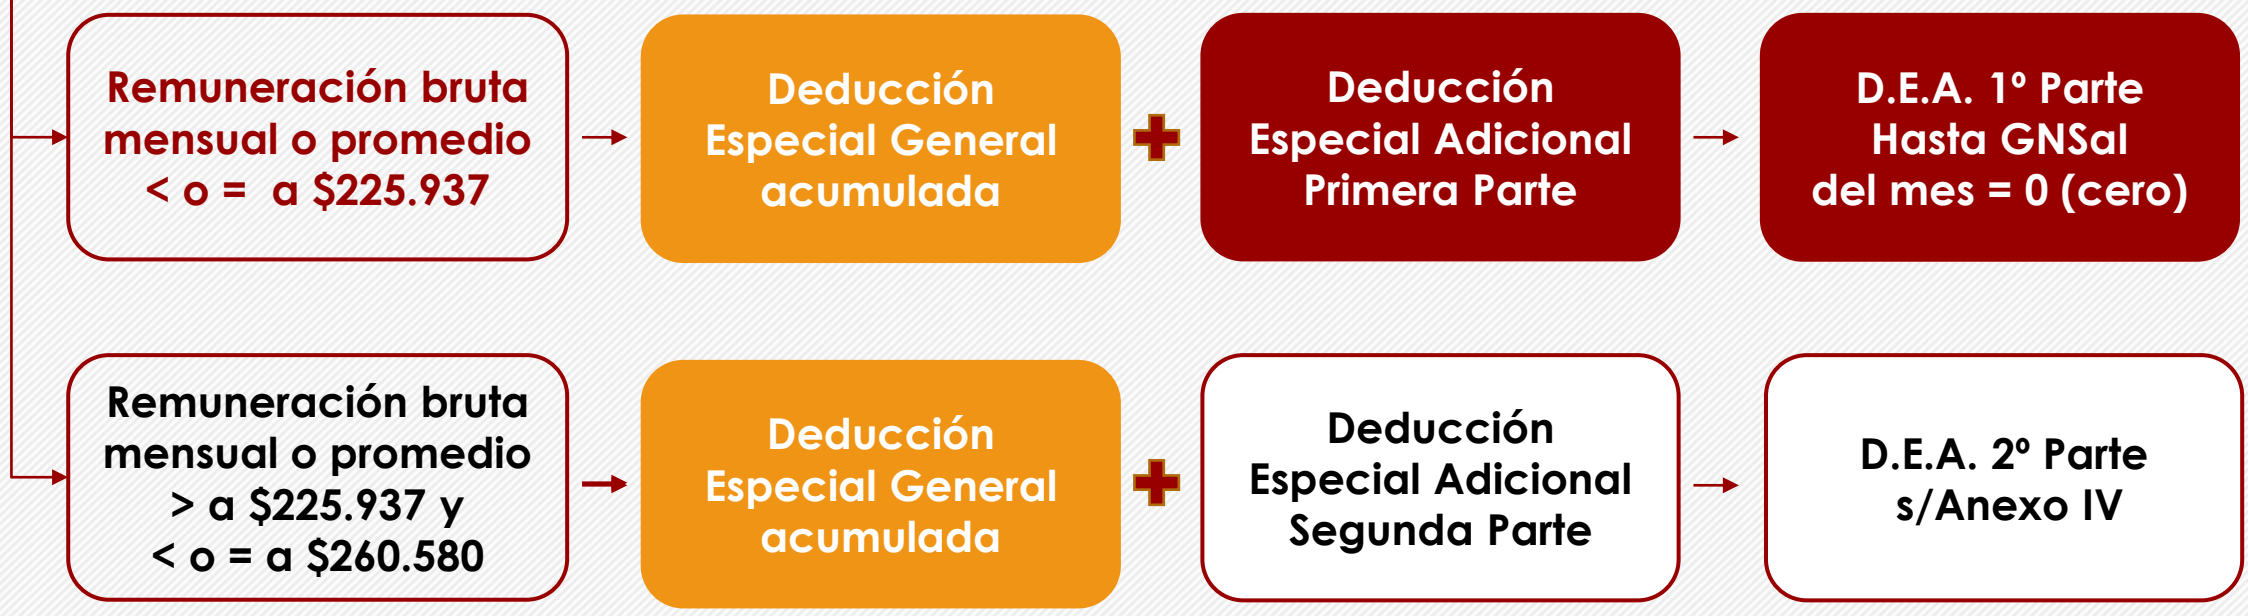 Remuneración bruta
mensual o promedio
< o =  a $225.937
Deducción
Especial General
acumulada
Deducción
Especial Adicional
Primera Parte
D.E.A. 1º Parte
Hasta GNSal
del mes = 0 (cero)
Remuneración bruta
mensual o promedio
> a $225.937 y
< o = a $260.580
Deducción
Especial General
acumulada
Deducción
Especial Adicional
Segunda Parte
D.E.A. 2º Parte
s/Anexo IV